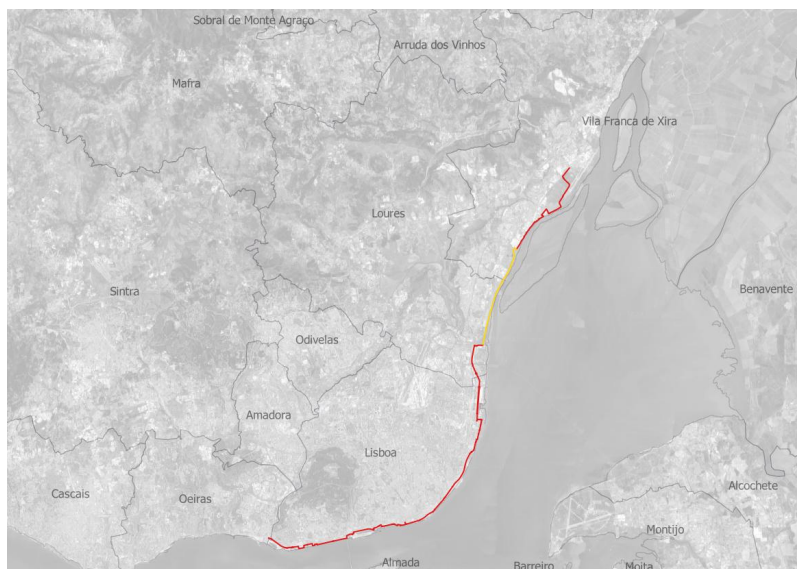 Sobral de Monte Agraço
Arruda dos Vinhos
Mafra
Vila Franca de Xira
Loures
Sintra
Benavente
Odivelas
Amadora
Lisboa
Cascais
Oeiras
Alcochete
Montijo
Almada
Barreiro
Moita